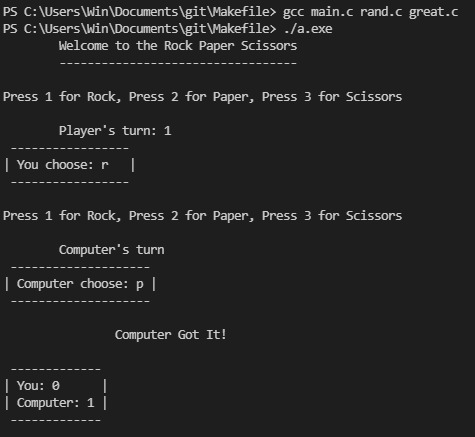 PS C:\Users\Win\Documents\git\Makefile> gcc main.c rand.c great.c
PS C:\Users\Win\Documents\git\Makefile> ./a.exe
        Welcome to the Rock Paper Scissors
        ----------------------------------
Press 1 for Rock, Press 2 for Paper, Press 3 for Scissors
        Player's turn: 1
 -----------------
| You choose: r   |
 -----------------
Press 1 for Rock, Press 2 for Paper, Press 3 for Scissors
        Computer's turn
 --------------------
| Computer choose: p |
 --------------------
                Computer Got It!
 -------------
| You: 0      |
| Computer: 1 |
 -------------